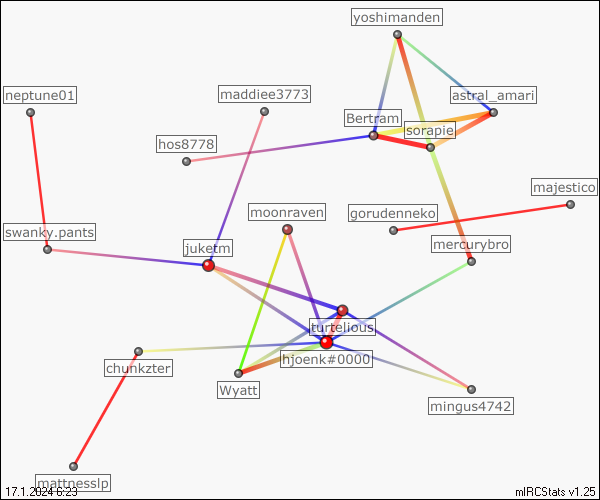 yoshimanden
neptune01
maddiee3773
astral_amari
Bertram
sorapie
hos8778
majestico
moonraven
gorudenneko
swanky.pants
juketm
mercurybro
turtelious
hjoenk#0000
chunkzter
Wyatt
mingus4742
mattnesslp
17.1.2024 6:23
mIRCStats v1.25